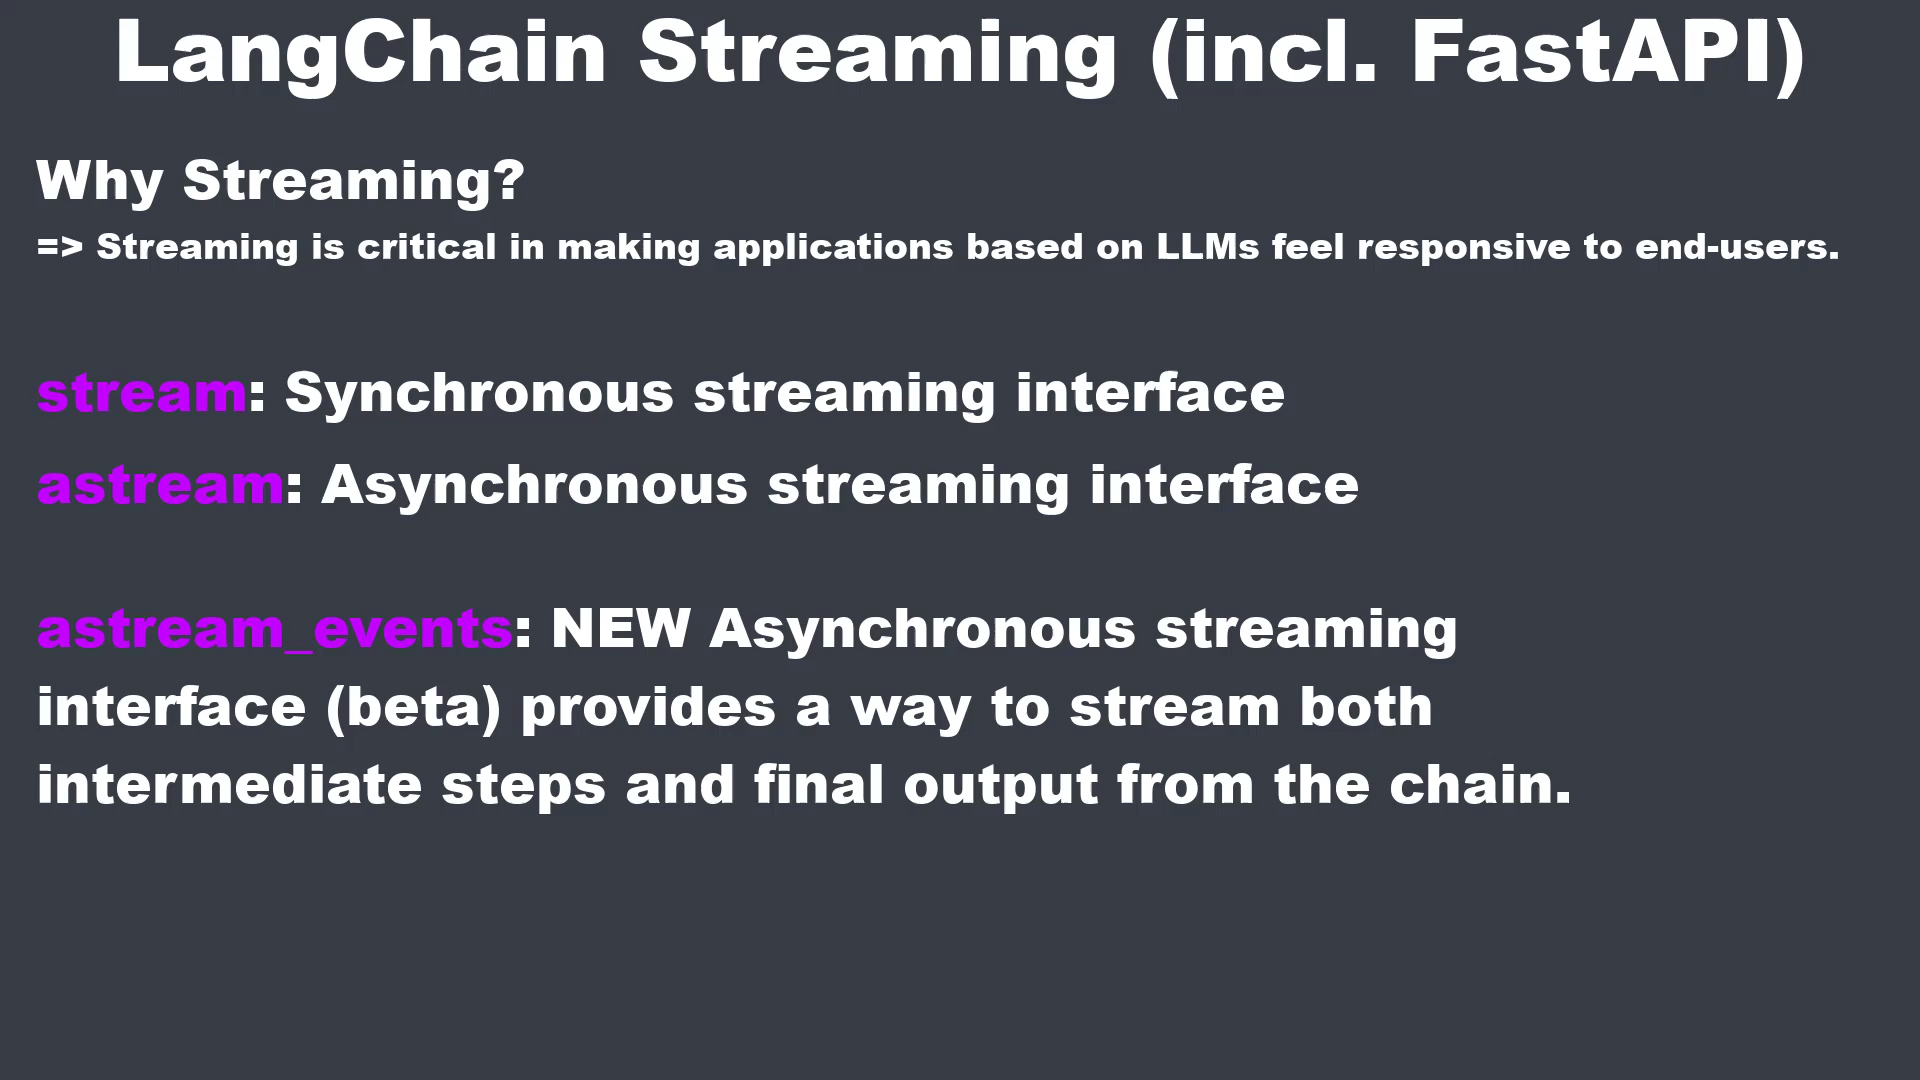 LangChain Streaming (incl. FastAPI)
Why Streaming?
=> Streaming is critical in making applications based on LLMs feel responsive to end-users.
stream: Synchronous streaming interface
astream: Asynchronous streaming interface
astream_events: NEW Asynchronous streaming
interface (beta) provides a way to stream both
intermediate steps and final output from the chain.